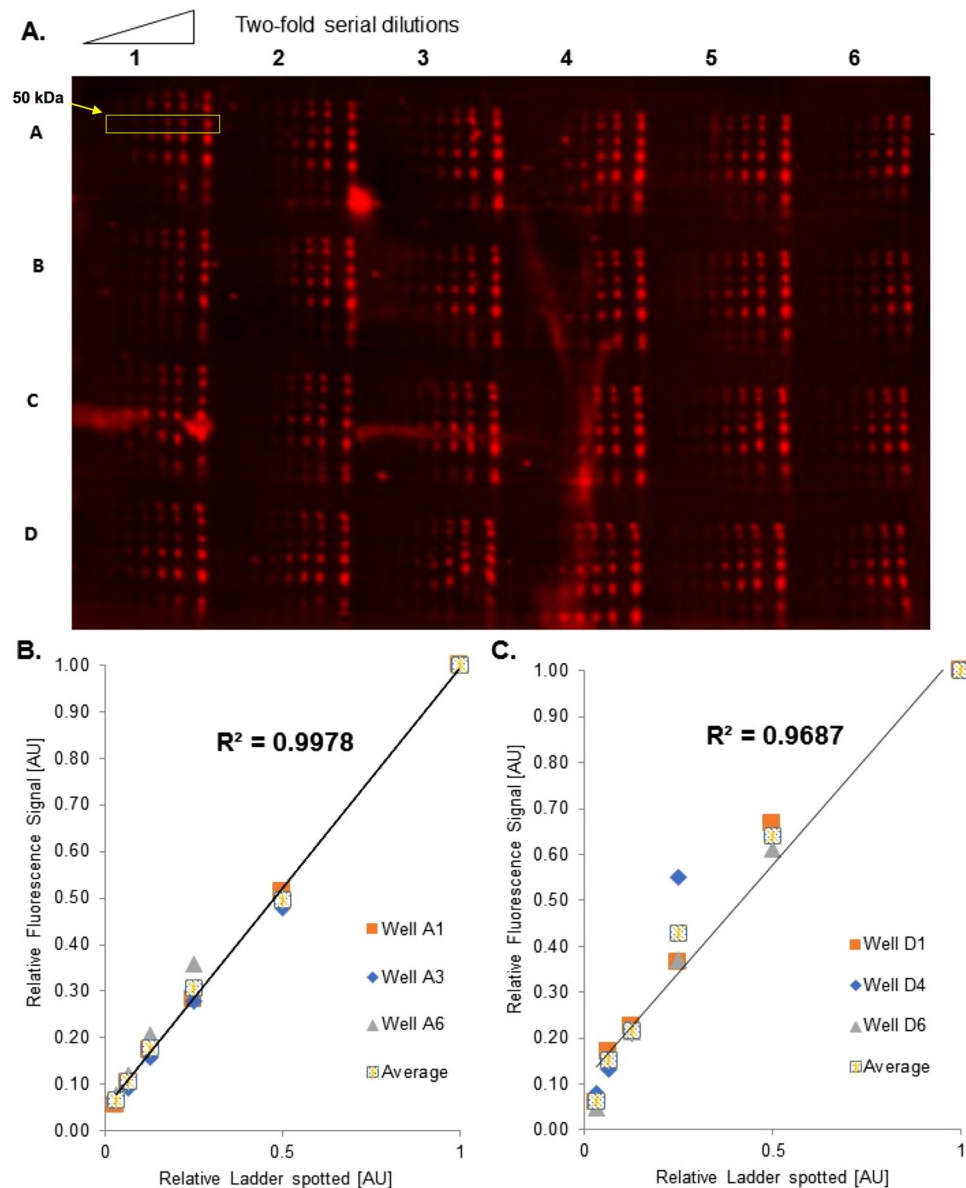 A.
Two-fold serial dilutions
1 2 3 4 5 6
50 kDa
A
B
C
D
B.
Relative Fluorescence Signal [AU]
1.00
0.90
0.80
0.70
0.60
0.50
0.40
0.30
0.20
0.10
0.00
R² = 0.9978
Well A1
Well A3
Well A6
Average
0 0.5 1
Relative Ladder spotted [AU]
C.
Relative Fluorescence Signal [AU]
1.00
0.90
0.80
0.70
0.60
0.50
0.40
0.30
0.20
0.10
0.00
R² = 0.9687
Well D1
Well D4
Well D6
Average
0 0.5 1
Relative Ladder spotted [AU]